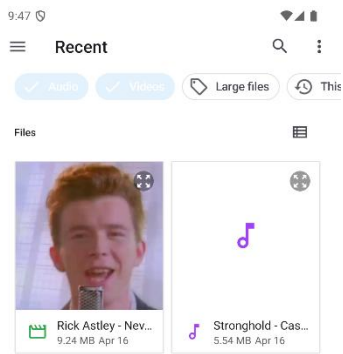 9:47
Recent
Audio
Videos
Large files
This
Files
Rick Astley - Nev...
9.24 MB Apr 16
Stronghold - Cas...
5.54 MB Apr 16